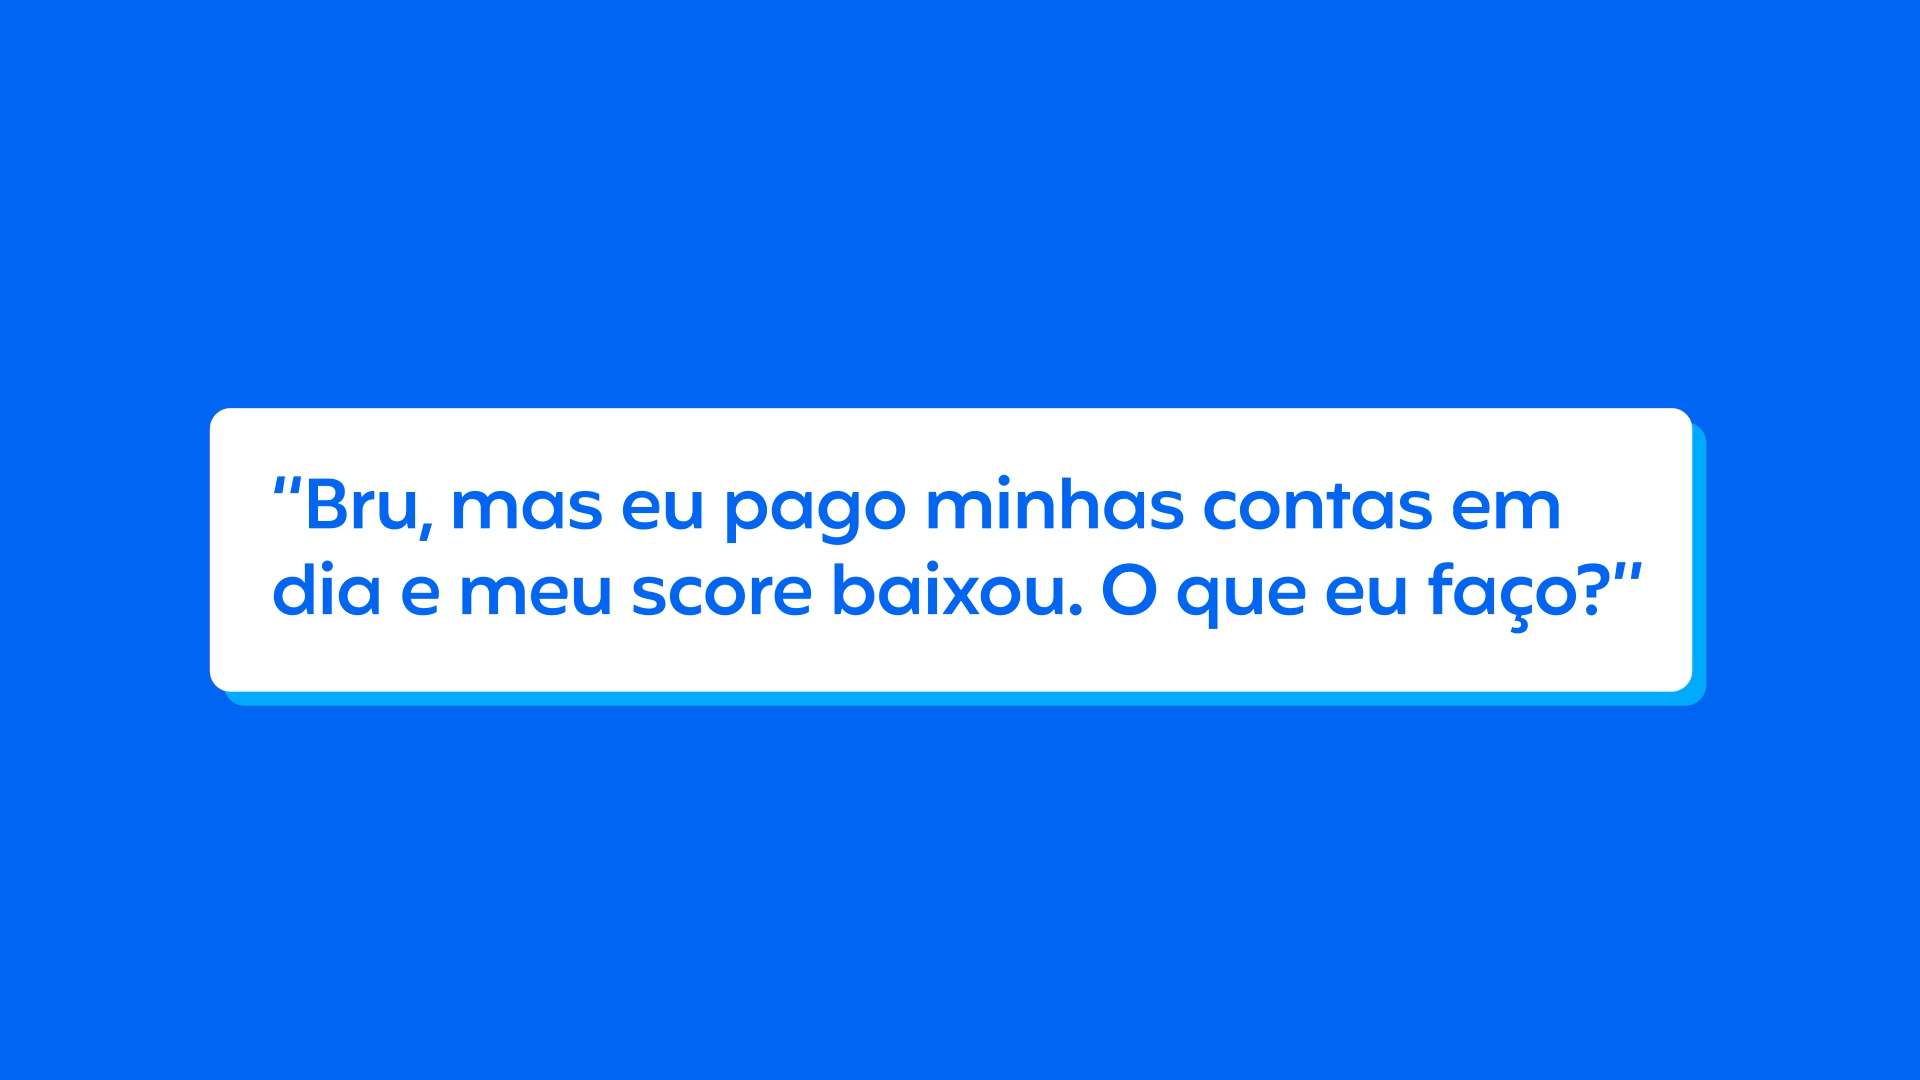 “Bru, mas eu pago minhas contas em
dia e meu score baixou. O que eu faço?”